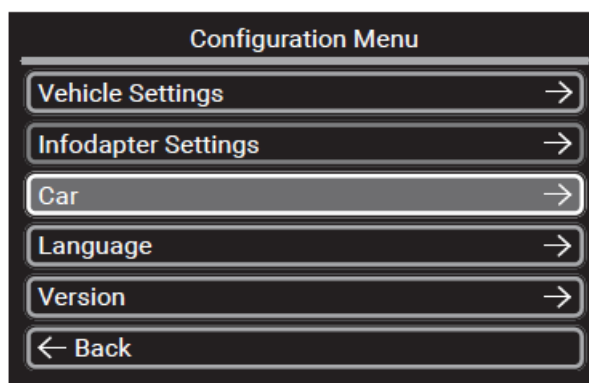 Configuration Menu
Vehicle Settings →
Infodapter Settings →
Car →
Language →
Version →
← Back